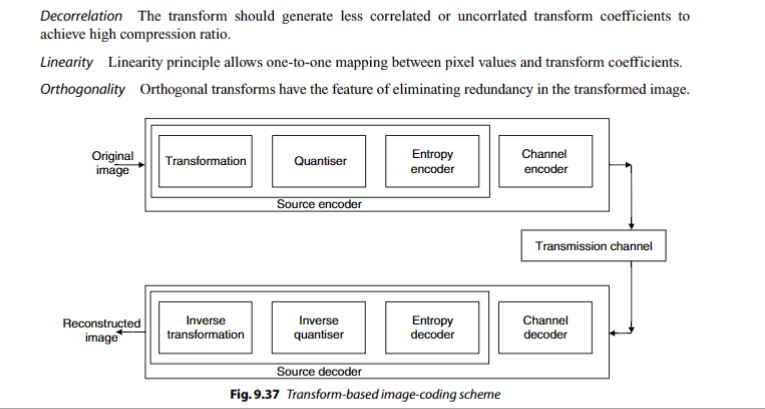 Decorrelation The transform should generate less correlated or uncorrlated transform coefficients to
achieve high compression ratio.
Linearity Linearity principle allows one-to-one mapping between pixel values and transform coefficients.
Orthogonality Orthogonal transforms have the feature of eliminating redundancy in the transformed image.
Original
image
Transformation
Quantiser
Entropy
encoder
Channel
encoder
Source encoder
Transmission channel
Reconstructed
image
Inverse
transformation
Inverse
quantiser
Entropy
decoder
Channel
decoder
Source decoder
Fig. 9.37 Transform-based image-coding scheme